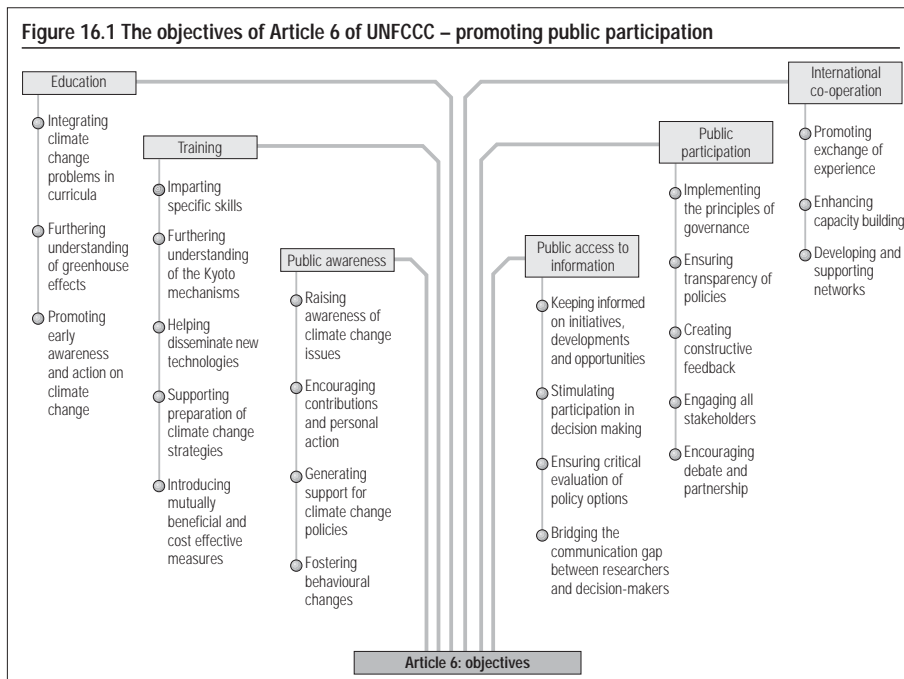 Figure 16.1 The objectives of Article 6 of UNFCCC – promoting public participation
Education
Integrating
climate
change
problems in
curricula
Furthering
understanding
of greenhouse
effects
Promoting
early
awareness
and action on
climate
change
Training
Imparting
specific skills
Furthering
understanding
of the Kyoto
mechanisms
Helping
disseminate new
technologies
Supporting
preparation of
climate change
strategies
Introducing
mutually
beneficial and
cost effective
measures
Public awareness
Raising
awareness of
climate change
issues
Encouraging
contributions
and personal
action
Generating
support for
climate change
policies
Fostering
behavioural
changes
Public access to
information
Keeping informed
on initiatives,
developments
and opportunities
Stimulating
participation in
decision making
Ensuring critical
evaluation of
policy options
Bridging the
communication gap
between researchers
and decision-makers
Public
participation
Implementing
the principles of
governance
Ensuring
transparency of
policies
Creating
constructive
feedback
Engaging all
stakeholders
Encouraging
debate and
partnership
International
co-operation
Promoting
exchange of
experience
Enhancing
capacity building
Developing and
supporting
networks
Article 6: objectives